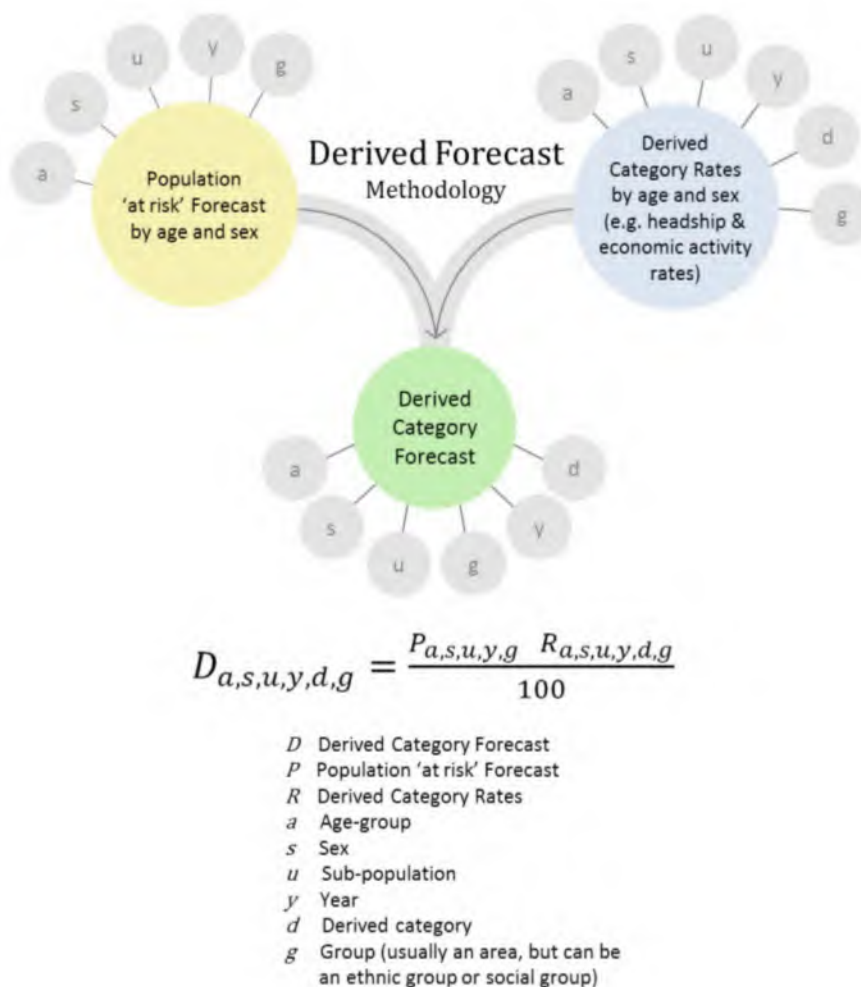 a
s
u
y
g
Population
'at risk' Forecast
by age and sex
Derived Forecast
Methodology
a
s
u
y
d
g
Derived
Category Rates
by age and sex
(e.g. headship &
economic activity
rates)
Derived
Category
Forecast
a
s
u
g
y
d
D_{a,s,u,y,d,g} = \frac{P_{a,s,u,y,g} \; R_{a,s,u,y,d,g}}{100}
D Derived Category Forecast
P Population 'at risk' Forecast
R Derived Category Rates
a Age-group
s Sex
u Sub-population
y Year
d Derived category
g Group (usually an area, but can be
an ethnic group or social group)